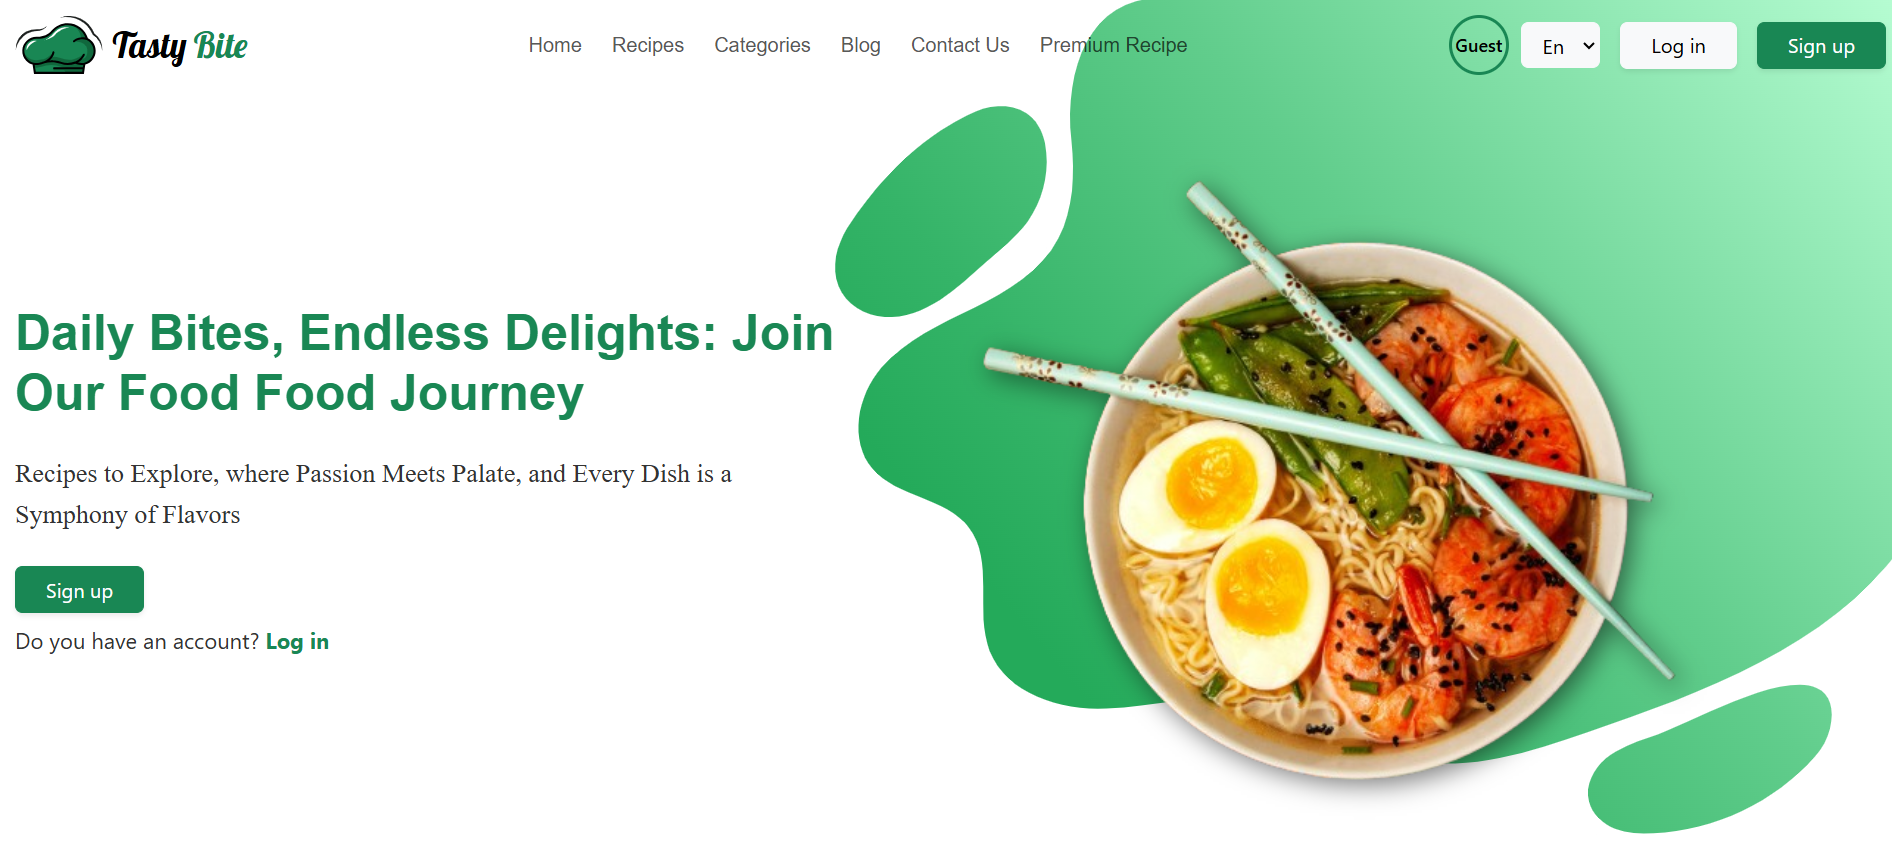 Tasty Bite
Home Recipes Categories Blog Contact Us Premium Recipe
Guest En Log in Sign up
Daily Bites, Endless Delights: Join
Our Food Food Journey
Recipes to Explore, where Passion Meets Palate, and Every Dish is a
Symphony of Flavors
Sign up
Do you have an account? Log in